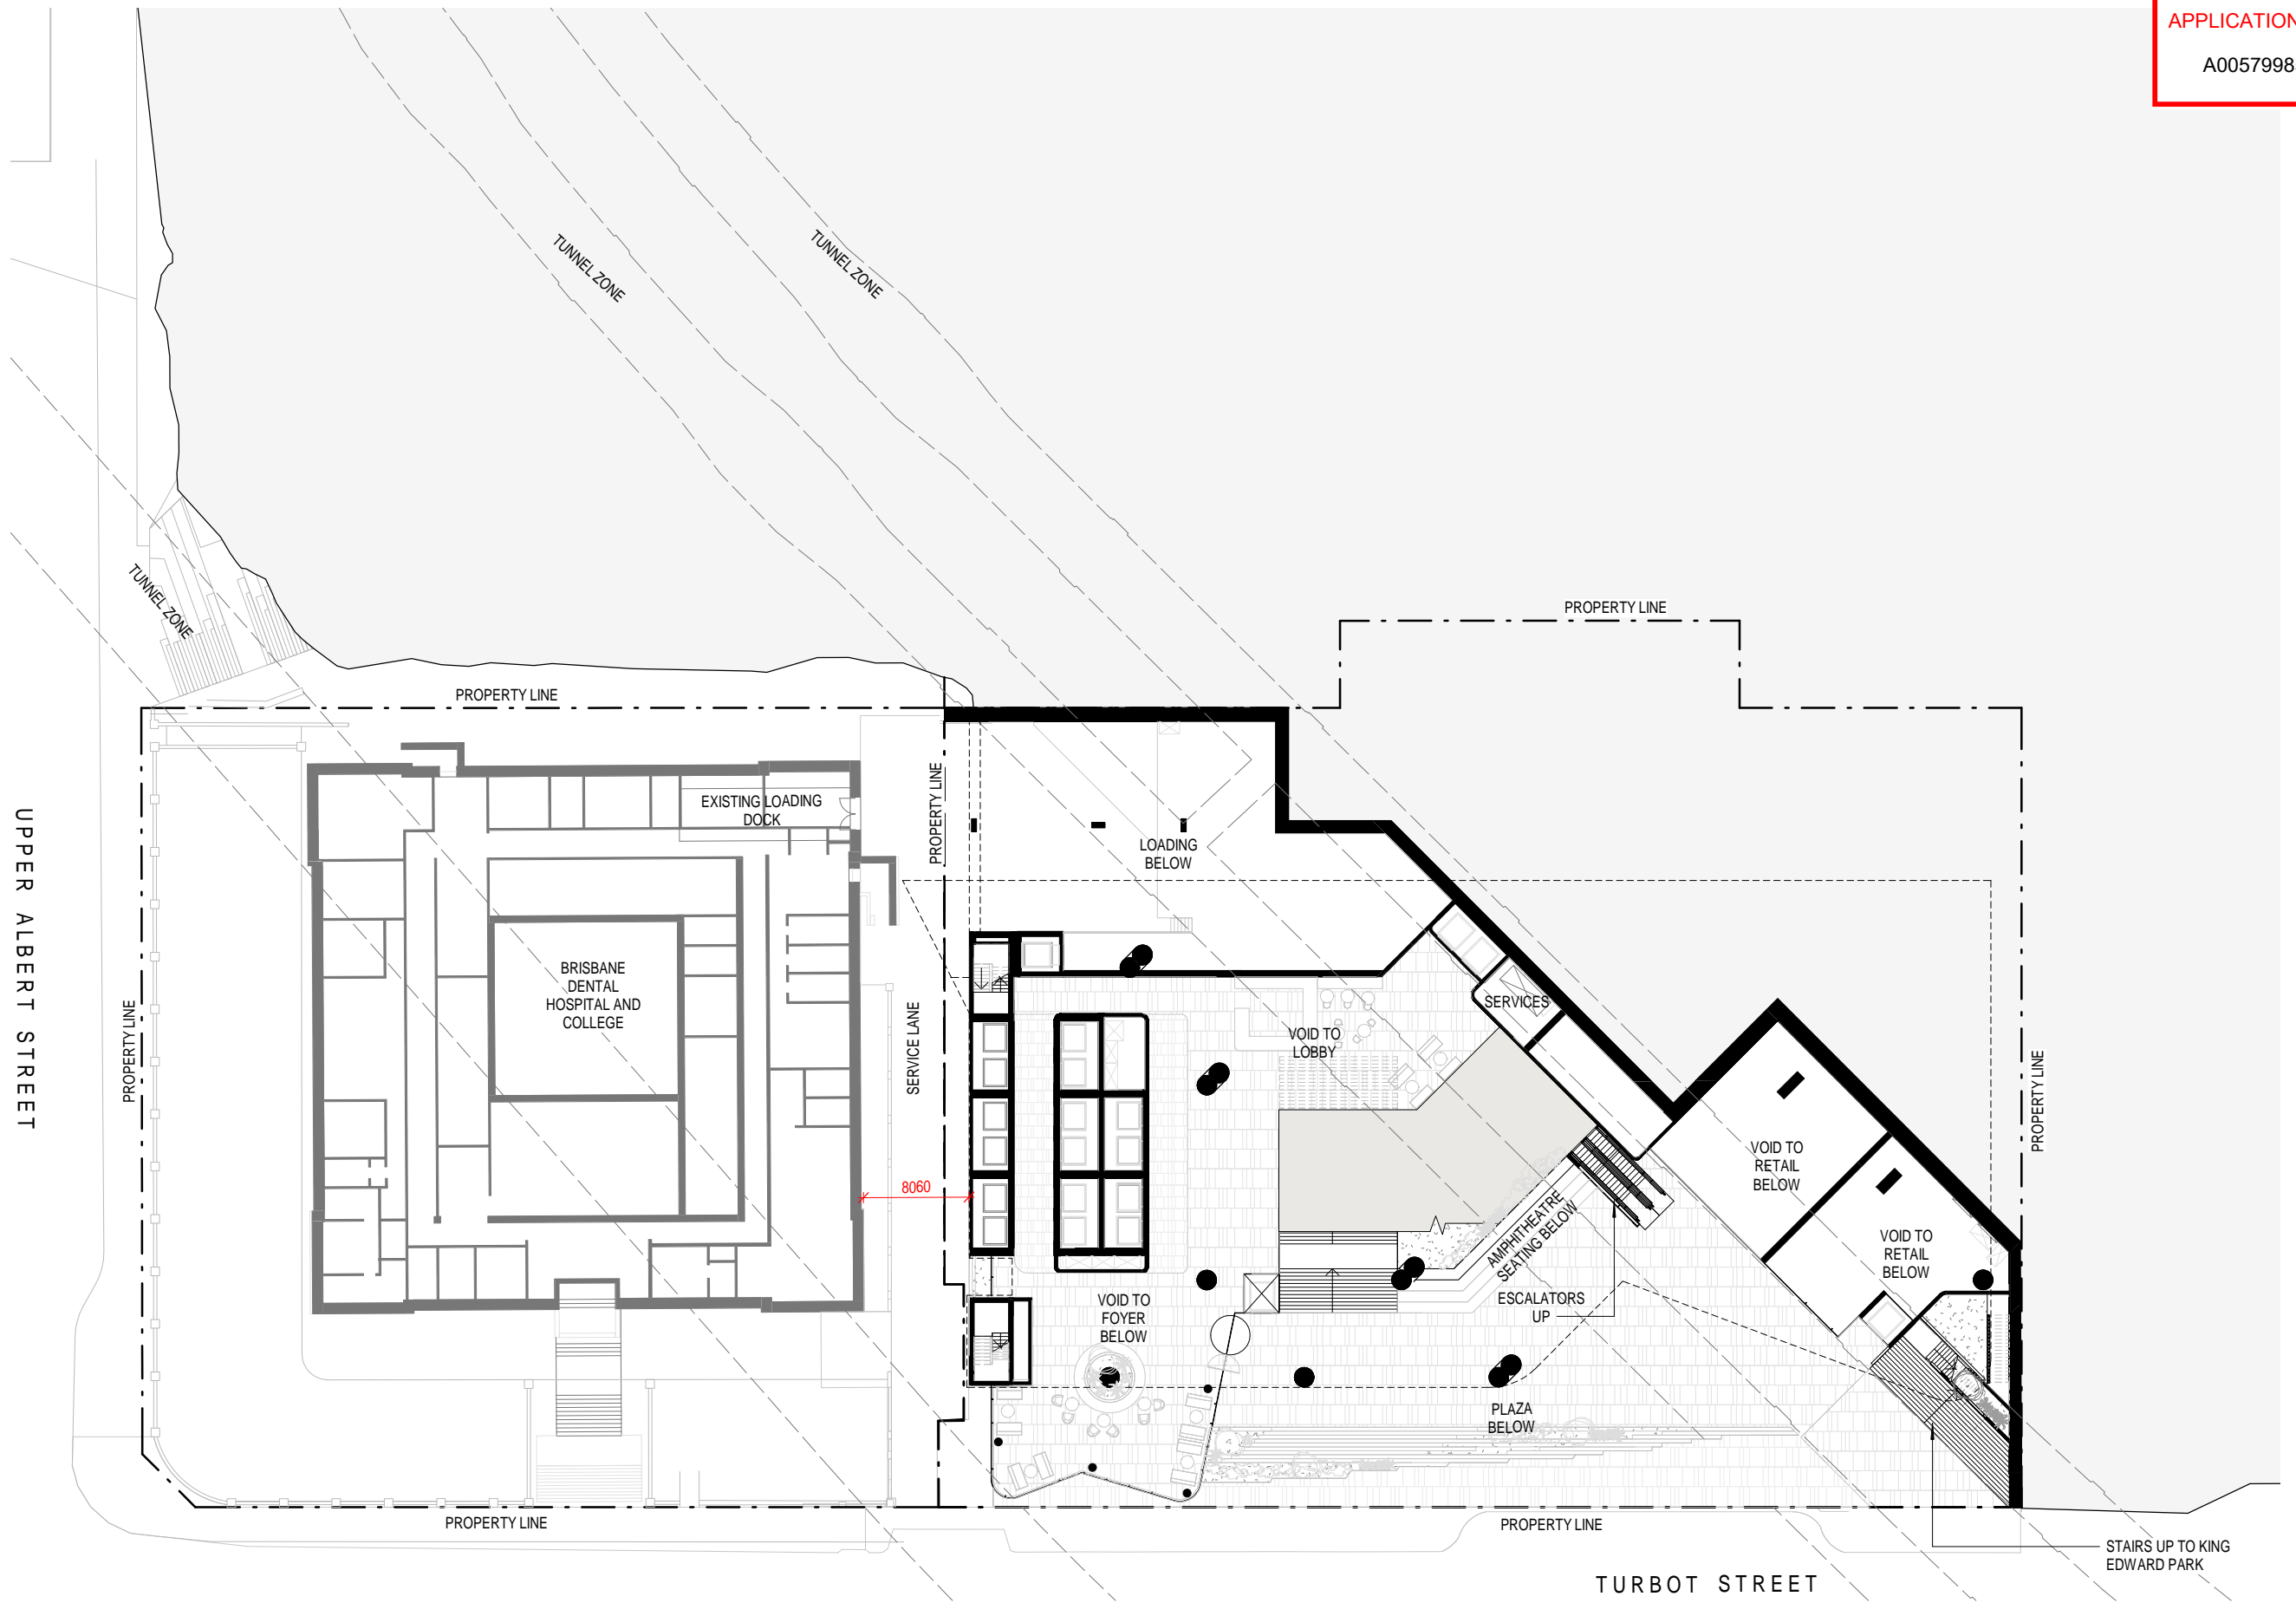 APPLICATION
A0057998
TUNNEL ZONE
TUNNEL ZONE
TUNNEL ZONE
PROPERTY LINE
PROPERTY LINE
EXISTING LOADING
DOCK
PROPERTY LINE
LOADING
BELOW
UPPER ALBERT STREET
PROPERTY LINE
BRISBANE
DENTAL
HOSPITAL AND
COLLEGE
SERVICE LANE
SERVICES
VOID TO
LOBBY
PROPERTY LINE
8060
VOID TO
RETAIL
BELOW
AMPHITHEATRE
SEATING BELOW
VOID TO
RETAIL
BELOW
VOID TO
FOYER
BELOW
ESCALATORS
UP
PLAZA
BELOW
PROPERTY LINE
PROPERTY LINE
STAIRS UP TO KING
EDWARD PARK
TURBOT STREET